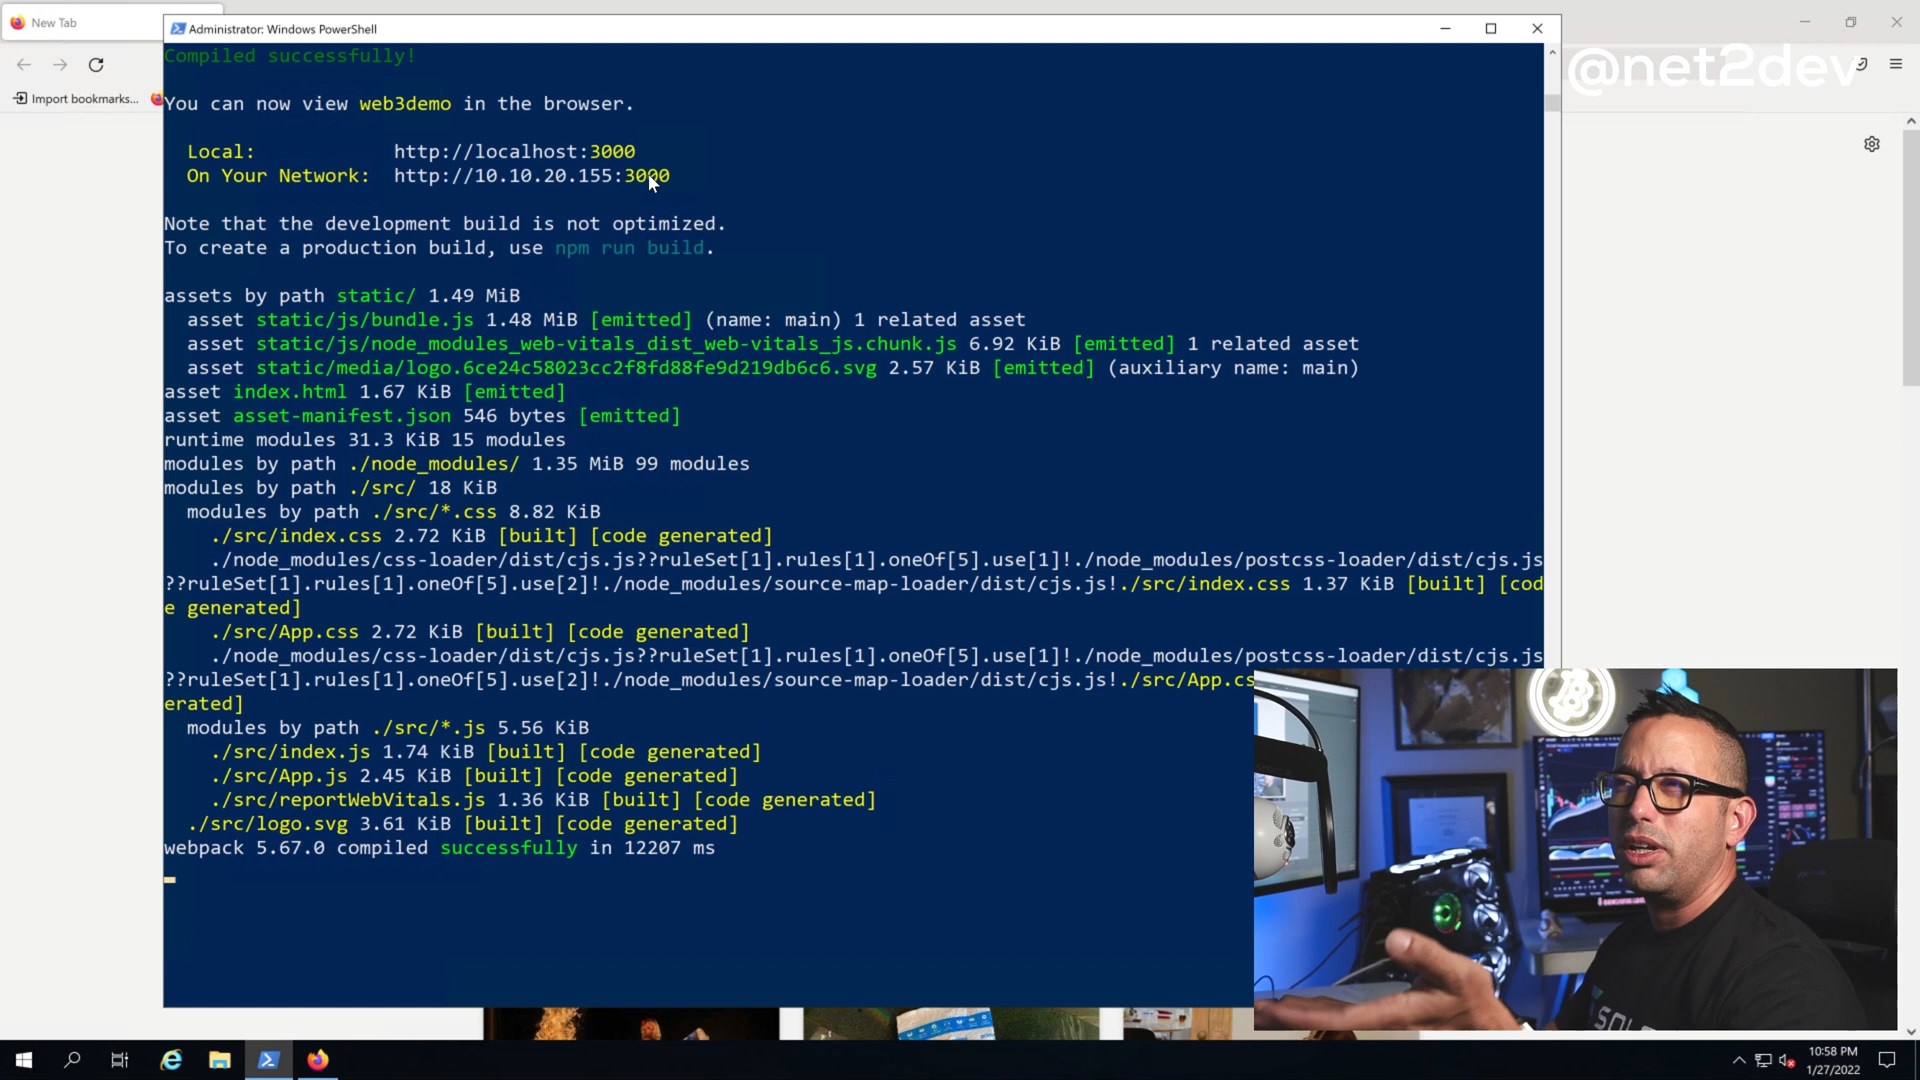 New Tab
Administrator: Windows PowerShell
@net2dev
Import bookmarks...
Compiled successfully!
You can now view web3demo in the browser.
Local: http://localhost:3000
On Your Network: http://10.10.20.155:3000
Note that the development build is not optimized.
To create a production build, use npm run build.
assets by path static/ 1.49 MiB
asset static/js/bundle.js 1.48 MiB [emitted] (name: main) 1 related asset
asset static/js/node_modules_web-vitals_dist_web-vitals_js.chunk.js 6.92 KiB [emitted] 1 related asset
asset static/media/logo.6ce24c58023cc2f8fd88fe9d219db6c6.svg 2.57 KiB [emitted] (auxiliary name: main)
asset index.html 1.67 KiB [emitted]
asset asset-manifest.json 546 bytes [emitted]
runtime modules 31.3 KiB 15 modules
modules by path ./node_modules/ 1.35 MiB 99 modules
modules by path ./src/ 18 KiB
modules by path ./src/*.css 8.82 KiB
./src/index.css 2.72 KiB [built] [code generated]
./node_modules/css-loader/dist/cjs.js??ruleSet[1].rules[1].oneOf[5].use[1]!./node_modules/postcss-loader/dist/cjs.js
??ruleSet[1].rules[1].oneOf[5].use[2]!./node_modules/source-map-loader/dist/cjs.js!./src/index.css 1.37 KiB [built] [cod
e generated]
./src/App.css 2.72 KiB [built] [code generated]
./node_modules/css-loader/dist/cjs.js??ruleSet[1].rules[1].oneOf[5].use[1]!./node_modules/postcss-loader/dist/cjs.js
??ruleSet[1].rules[1].oneOf[5].use[2]!./node_modules/source-map-loader/dist/cjs.js!./src/App.cs
erated]
modules by path ./src/*.js 5.56 KiB
./src/index.js 1.74 KiB [built] [code generated]
./src/App.js 2.45 KiB [built] [code generated]
./src/reportWebVitals.js 1.36 KiB [built] [code generated]
./src/logo.svg 3.61 KiB [built] [code generated]
webpack 5.67.0 compiled successfully in 12207 ms
SOL
10:58 PM
1/27/2022